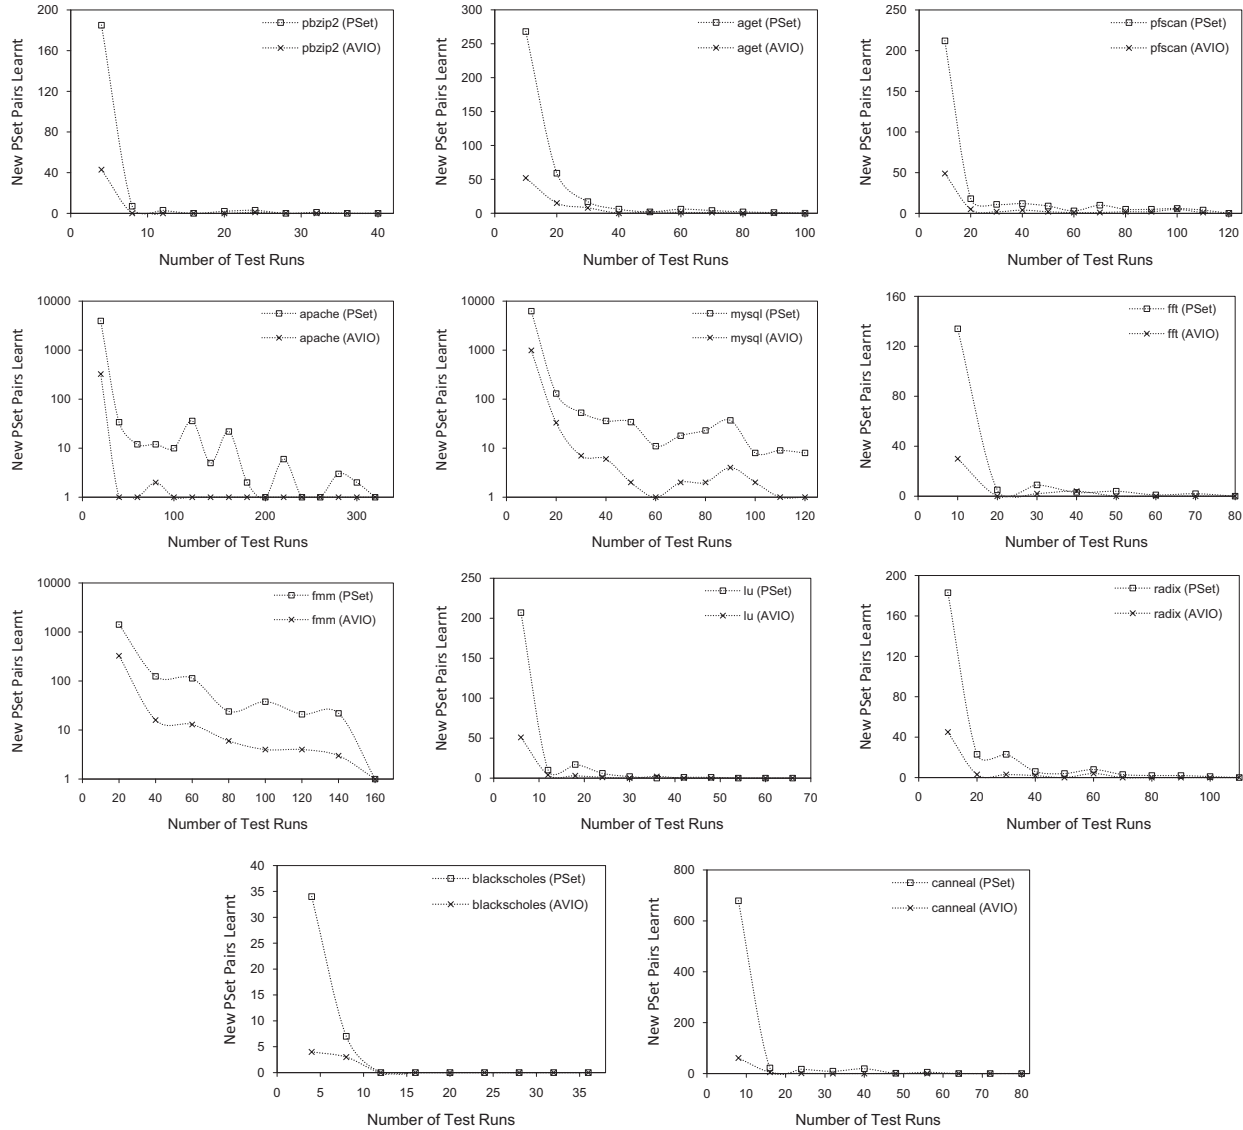 New PSet Pairs Learnt
200
160
120
80
40
0
0 10 20 30 40
Number of Test Runs
pbzip2 (PSet)
pbzip2 (AVIO)
New PSet Pairs Learnt
300
250
200
150
100
50
0
0 20 40 60 80 100
Number of Test Runs
aget (PSet)
aget (AVIO)
New PSet Pairs Learnt
250
200
150
100
50
0
0 20 40 60 80 100 120
Number of Test Runs
pfscan (PSet)
pfscan (AVIO)
New PSet Pairs Learnt
10000
1000
100
10
1
0 100 200 300
Number of Test Runs
apache (PSet)
apache (AVIO)
New PSet Pairs Learnt
10000
1000
100
10
1
0 20 40 60 80 100 120
Number of Test Runs
mysql (PSet)
mysql (AVIO)
New PSet Pairs Learnt
160
120
80
40
0
0 10 20 30 40 50 60 70 80
Number of Test Runs
fft (PSet)
fft (AVIO)
New PSet Pairs Learnt
10000
1000
100
10
1
0 20 40 60 80 100 120 140 160
Number of Test Runs
fmm (PSet)
fmm (AVIO)
New PSet Pairs Learnt
250
200
150
100
50
0
0 10 20 30 40 50 60 70
Number of Test Runs
lu (PSet)
lu (AVIO)
New PSet Pairs Learnt
200
160
120
80
40
0
0 20 40 60 80 100
Number of Test Runs
radix (PSet)
radix (AVIO)
New PSet Pairs Learnt
40
35
30
25
20
15
10
5
0
0 5 10 15 20 25 30 35
Number of Test Runs
blackscholes (PSet)
blackscholes (AVIO)
New PSet Pairs Learnt
800
600
400
200
0
0 10 20 30 40 50 60 70 80
Number of Test Runs
canneal (PSet)
canneal (AVIO)